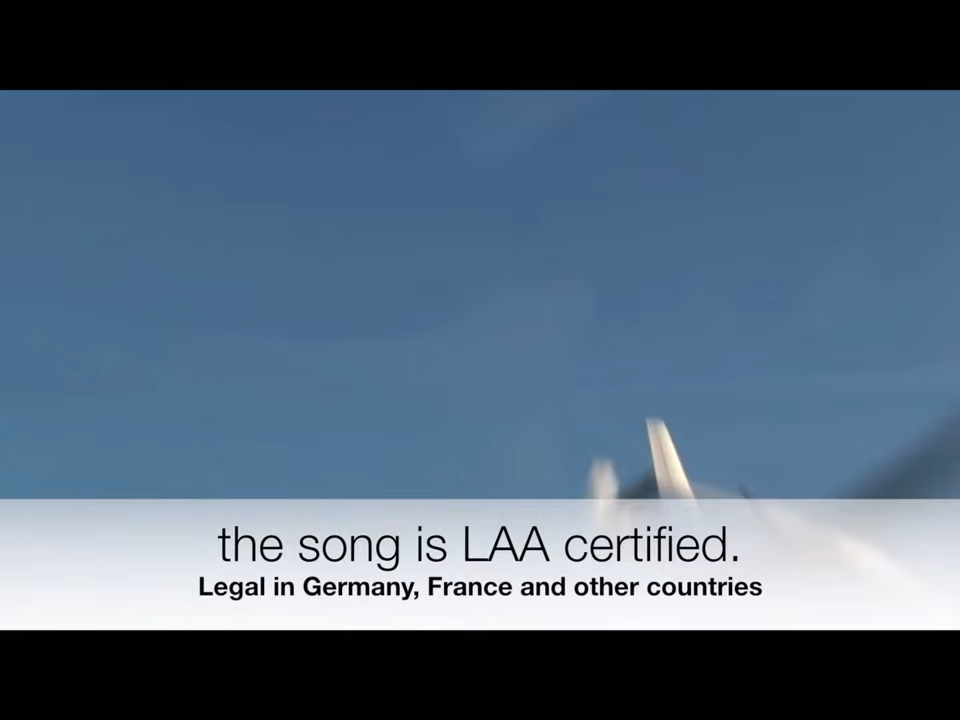 the song is LAA certified.
Legal in Germany, France and other countries